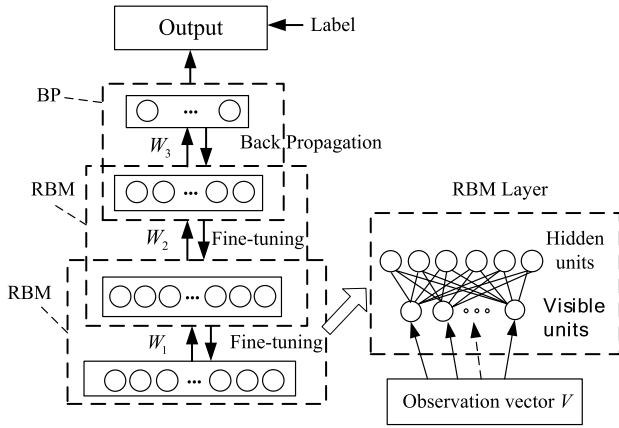 Output
Label
BP
...
W3
Back Propagation
RBM
...
W2
Fine-tuning
RBM
...
W1
Fine-tuning
...
RBM Layer
Hidden
units
Visible
units
Observation vector V